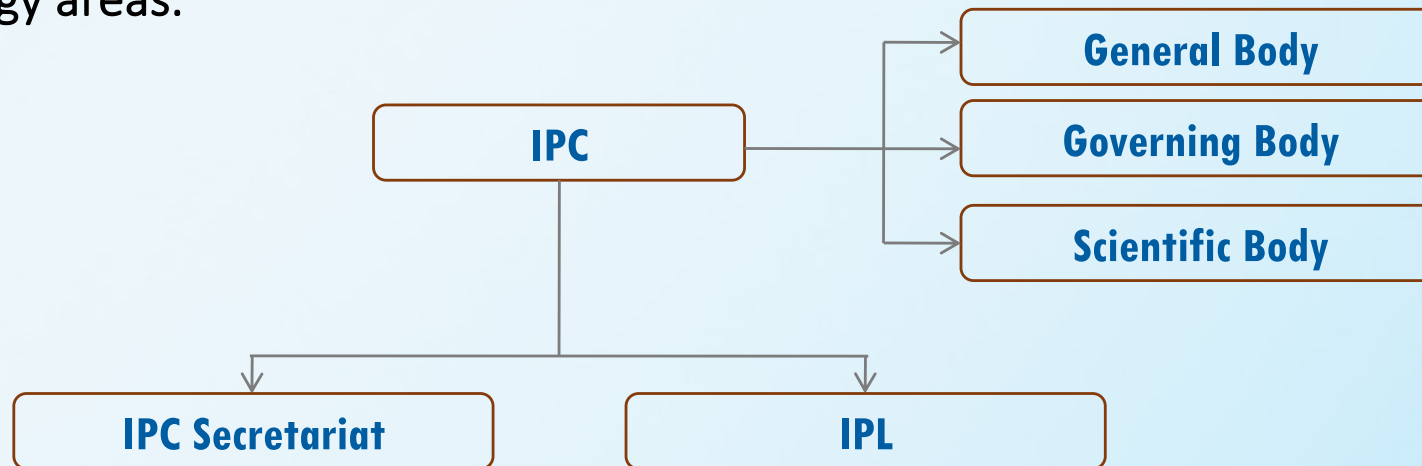 gy areas.
General Body
IPC
Governing Body
Scientific Body
IPC Secretariat
IPL